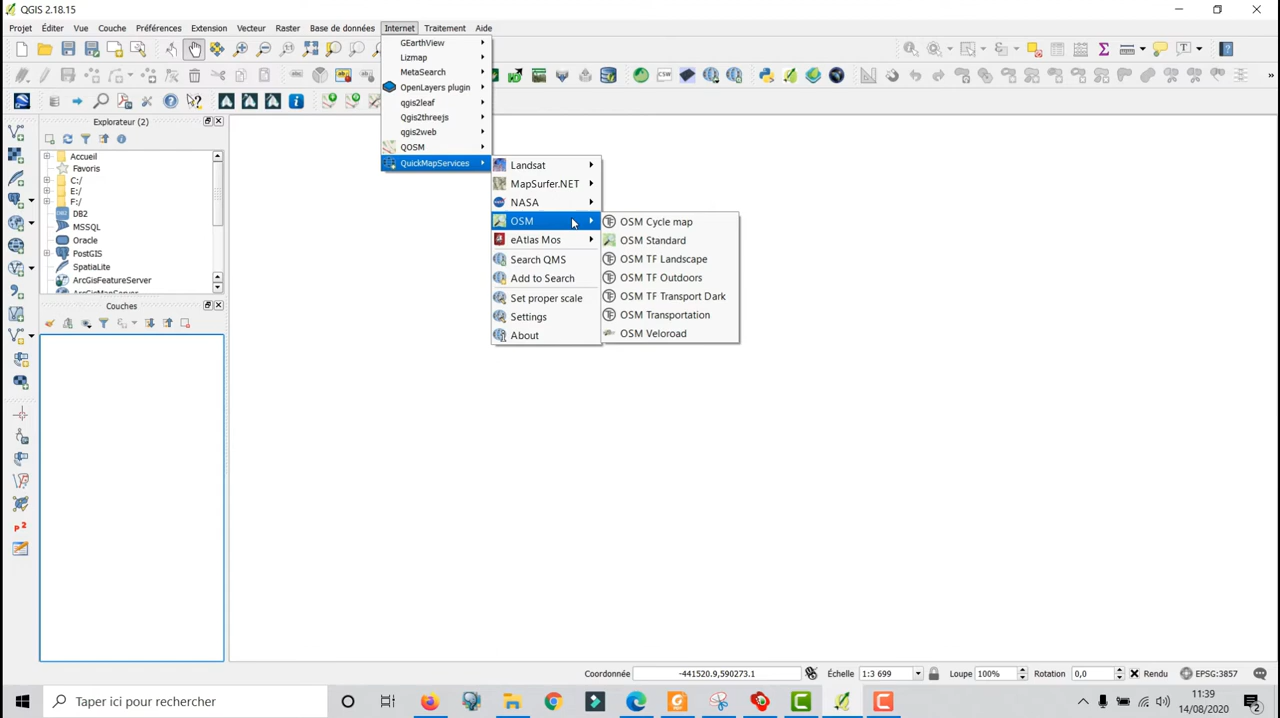 QGIS 2.18.15
Projet Éditer Vue Couche Préférences Extension Vecteur Raster Base de données Internet Traitement Aide
GEarthView
Lizmap
MetaSearch
OpenLayers plugin
qgis2leaf
Qgis2threejs
qgis2web
QOSM
QuickMapServices
Landsat
MapSurfer.NET
NASA
OSM
eAtlas Mos
Search QMS
Add to Search
Set proper scale
Settings
About
OSM Cycle map
OSM Standard
OSM TF Landscape
OSM TF Outdoors
OSM TF Transport Dark
OSM Transportation
OSM Veloroad
CSW
Explorateur (2)
Accueil
Favoris
C:/
E:/
F:/
DB2 DB2
MSSQL
Oracle
PostGIS
SpatiaLite
ArcGisFeatureServer
ArcGisMapServer
Couches
Coordonnée -441520.9,590273.1 Échelle 1:3 699 Loupe 100% Rotation 0,0 Rendu EPSG:3857
Taper ici pour rechercher
11:39
14/08/2020